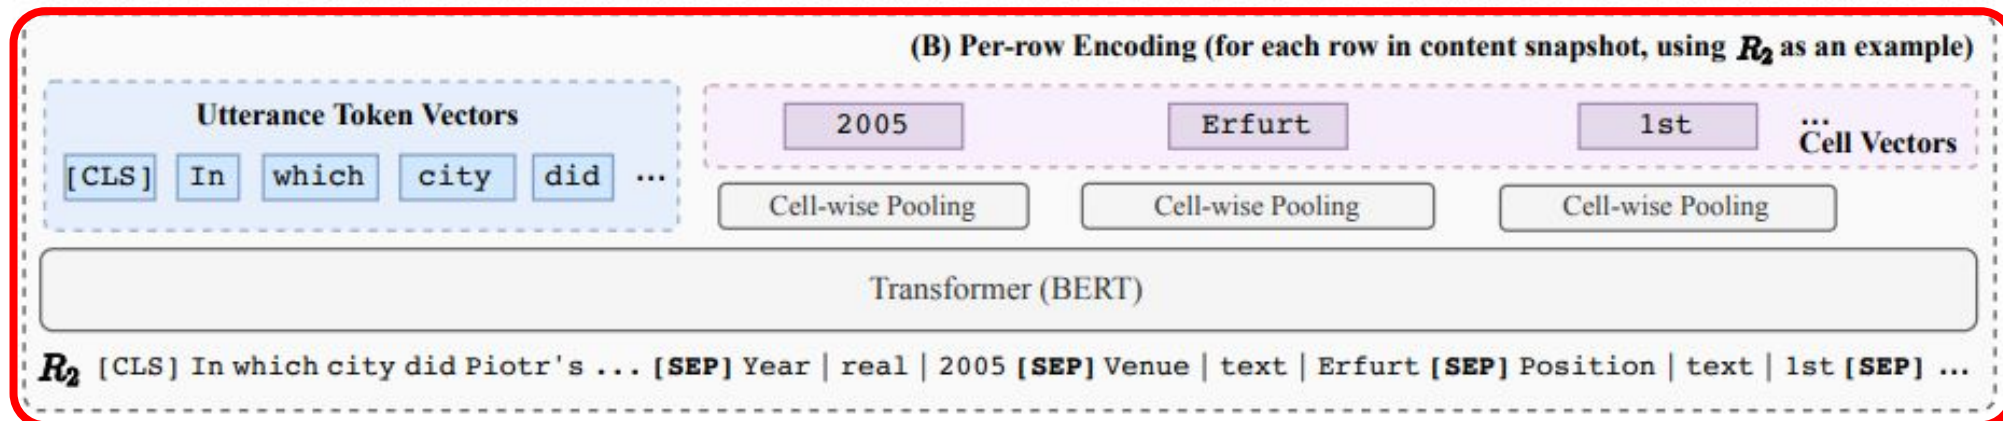 (B) Per-row Encoding (for each row in content snapshot, using R2 as an example)
Utterance Token Vectors
[CLS] In which city did ...
2005 Erfurt 1st ...
Cell Vectors
Cell-wise Pooling Cell-wise Pooling Cell-wise Pooling
Transformer (BERT)
R2 [CLS] In which city did Piotr's ... [SEP] Year | real | 2005 [SEP] Venue | text | Erfurt [SEP] Position | text | 1st [SEP] ...